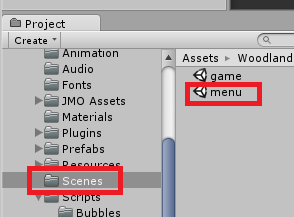 Project
Create
Animation
Audio
Fonts
JMO Assets
Materials
Plugins
Prefabs
Resources
Scenes
Scripts
Bubbles
Assets ▸ Woodland
game
menu